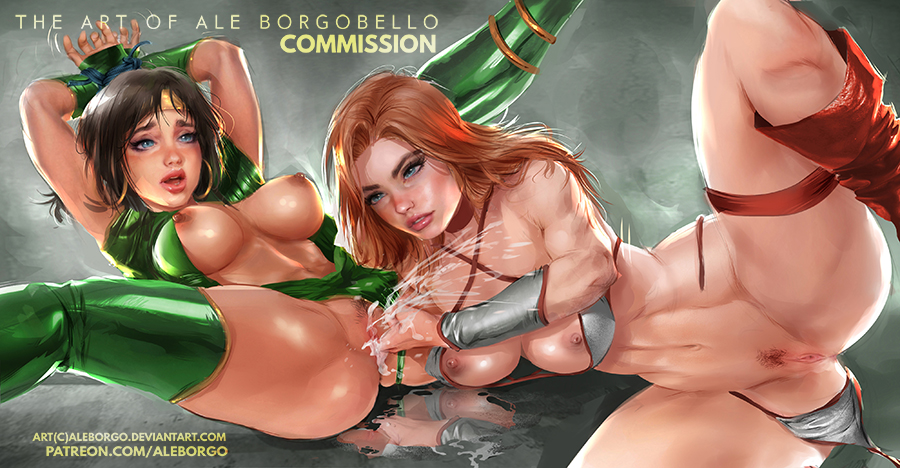 THE ART OF ALE BORGOBELLO
COMMISSION
ART(C)ALEBORGO.DEVIANTART.COM
PATREON.COM/ALEBORGO